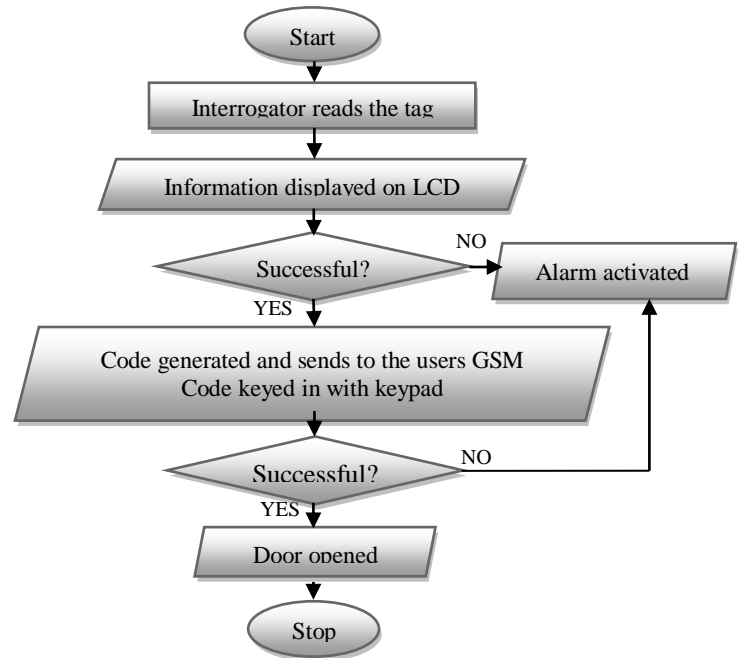 Start
Interrogator reads the tag
Information displayed on LCD
NO
Successful?
Alarm activated
YES
Code generated and sends to the users GSM
Code keyed in with keypad
NO
Successful?
YES
Door opened
Stop